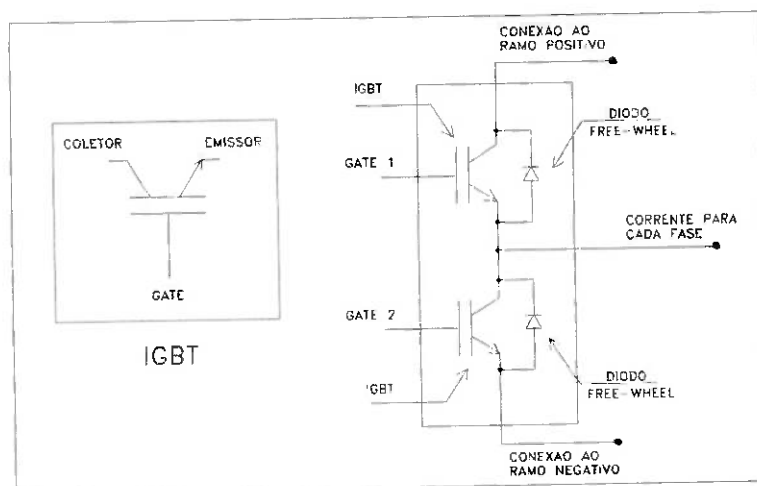 COLETOR
EMISSOR
GATE
IGBT
CONEXAO AO
RAMO POSITIVO
IGBT
DIODO
FREE-WHEEL
GATE 1
CORRENTE PARA
CADA FASE
GATE 2
IGBT
DIODO
FREE-WHEEL
CONEXAO AO
RAMO NEGATIVO